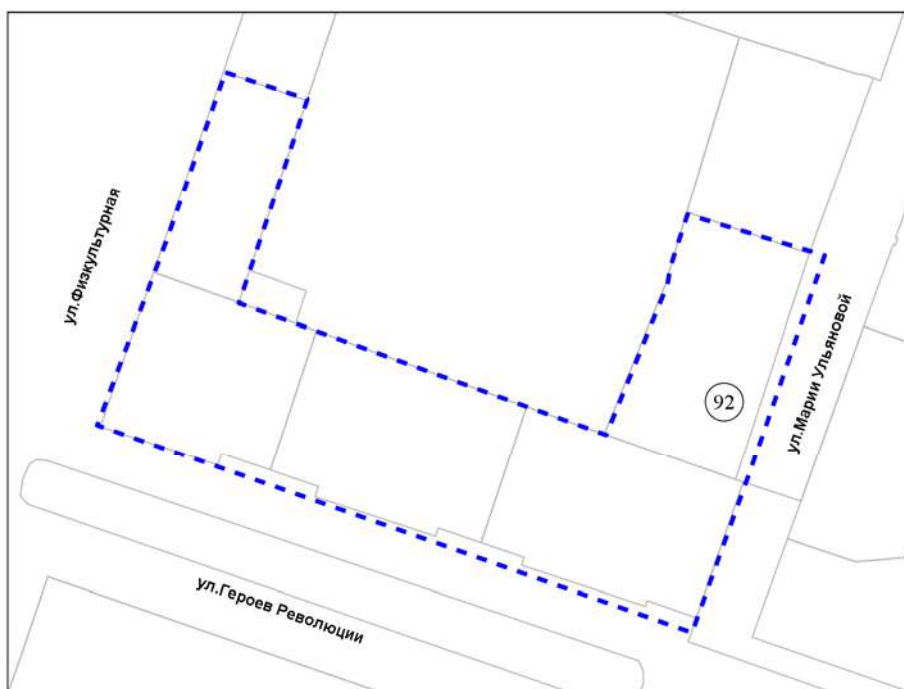 ул.Физкультурная
92
ул.Марии Ульяновой
ул.Героев Революции